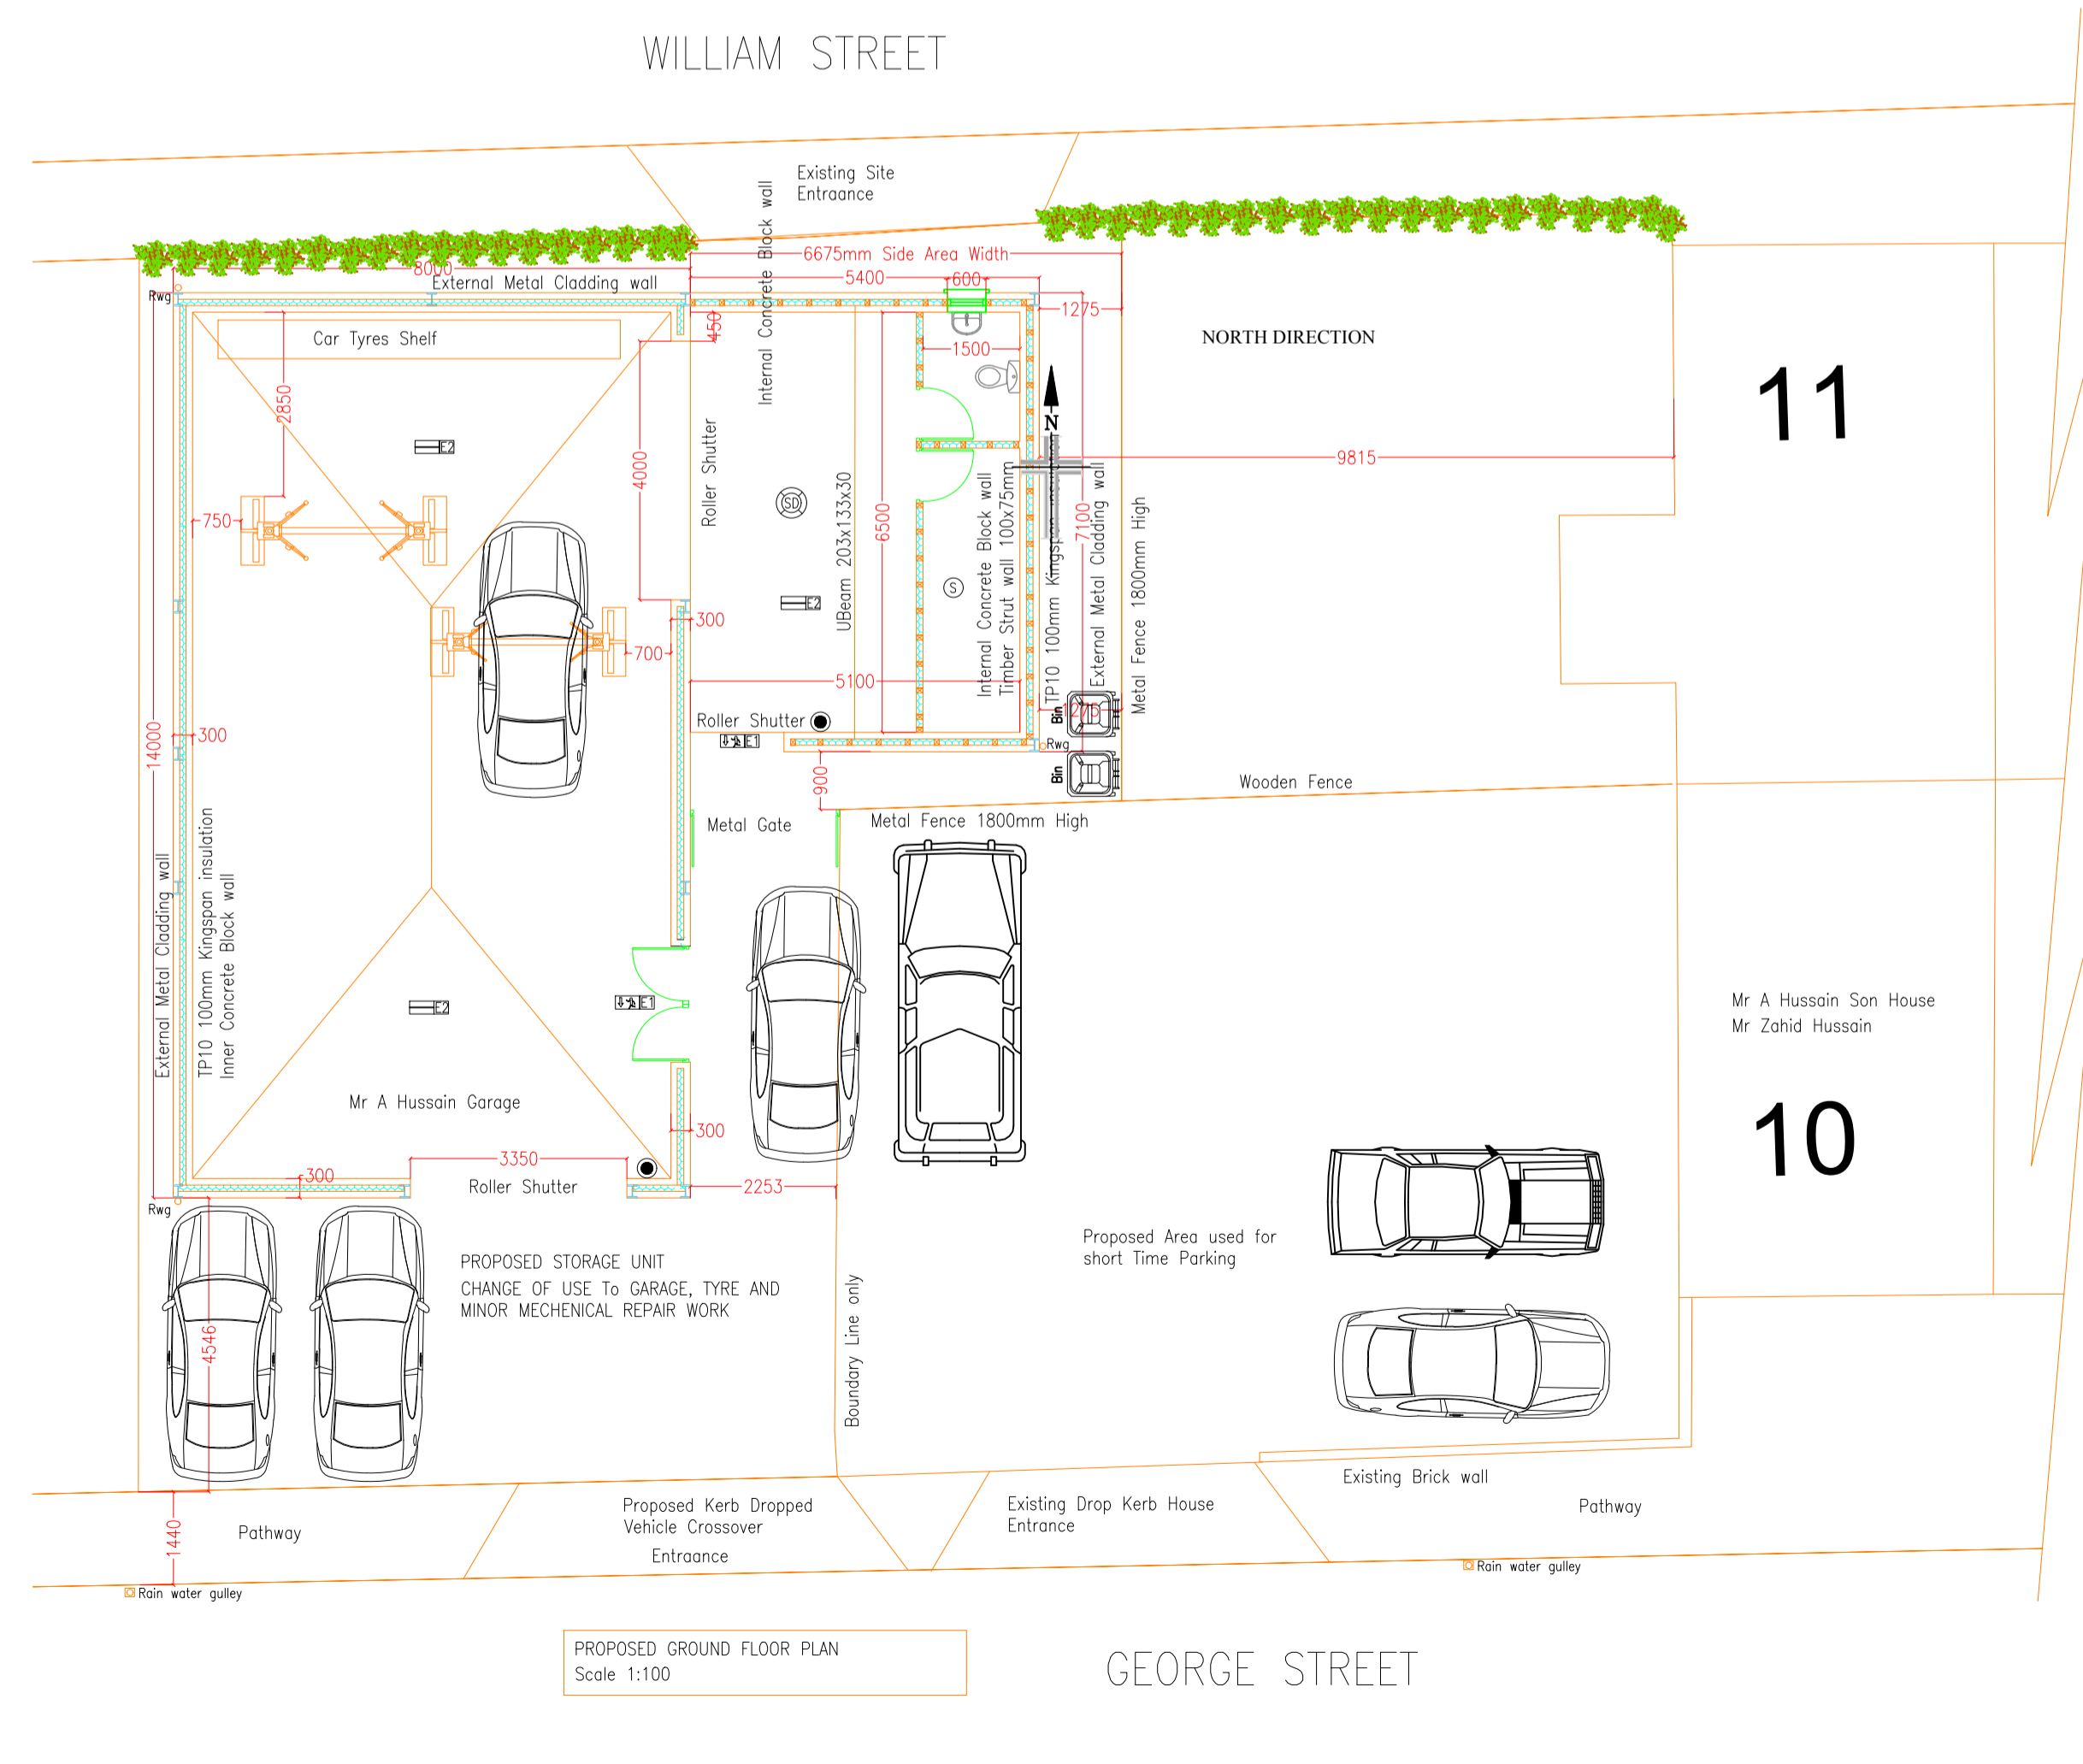 WILLIAM STREET
Existing Site
Entraance
Internal Concrete Block wall
6675mm Side Area Width
8000
External Metal Cladding wall
5400
600
Rwg
1275
450
Car Tyres Shelf
NORTH DIRECTION
1500
11
2850
N
E2
4000
Roller Shutter
9815
SD
750
6500
7100
UBeam 203x133x30
Internal Concrete Block wall
Timber Strut wall 100x75mm
TP10 100mm Kingspan
External Metal Cladding wall
Metal Fence 1800mm High
S
E2
300
700
5100
Roller Shutter
E1
1275
Bin
Rwg
Bin
14000
300
900
Wooden Fence
Metal Gate
Metal Fence 1800mm High
External Metal Cladding wall
TP10 100mm Kingspan insulation
Inner Concrete Block wall
E2
E1
Mr A Hussain Son House
Mr Zahid Hussain
Mr A Hussain Garage
10
300
3350
300
Roller Shutter
2253
Rwg
Proposed Area used for
short Time Parking
PROPOSED STORAGE UNIT
CHANGE OF USE To GARAGE, TYRE AND
MINOR MECHENICAL REPAIR WORK
4546
Boundary Line only
Existing Brick wall
Proposed Kerb Dropped
Vehicle Crossover
Entraance
Existing Drop Kerb House
Entrance
Pathway
Pathway
1440
Rain water gulley
Rain water gulley
PROPOSED GROUND FLOOR PLAN
Scale 1:100
GEORGE STREET